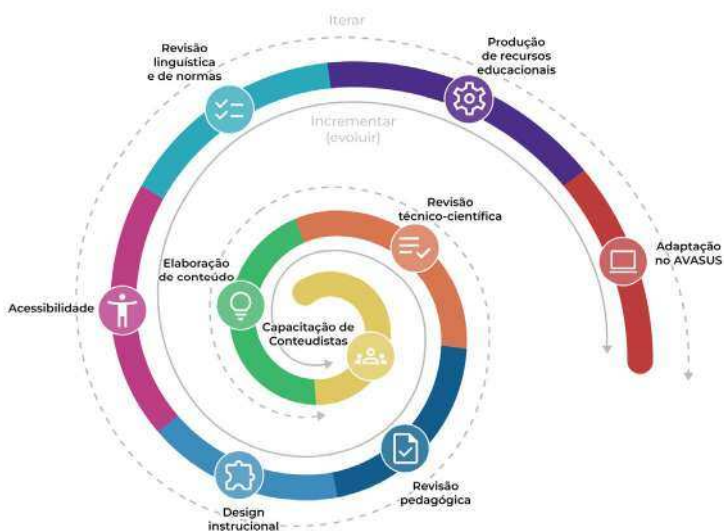 Iterar
Revisão
linguística
e de normas
Produção
de recursos
educacionais
Incrementar
(evoluir)
Revisão
técnico-científica
Adaptação
no AVASUS
Elaboração
de conteúdo
Acessibilidade
Capacitação de
Conteudistas
Revisão
pedagógica
Design
instrucional